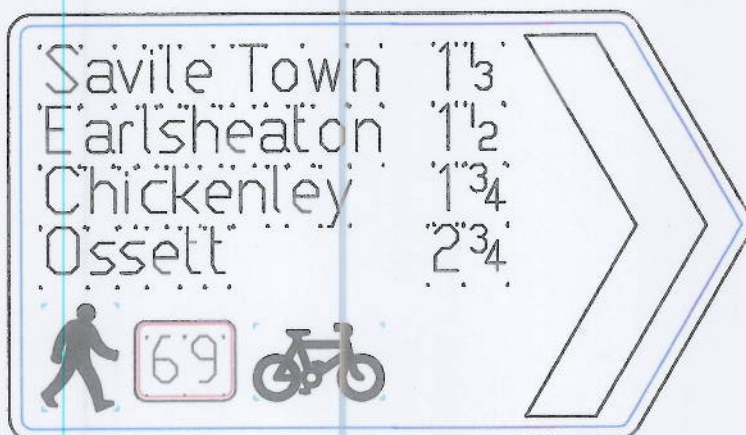 Savile Town 1⅓
Earlsheaton 1½
Chickenley 1¾
Ossett 2¾
69